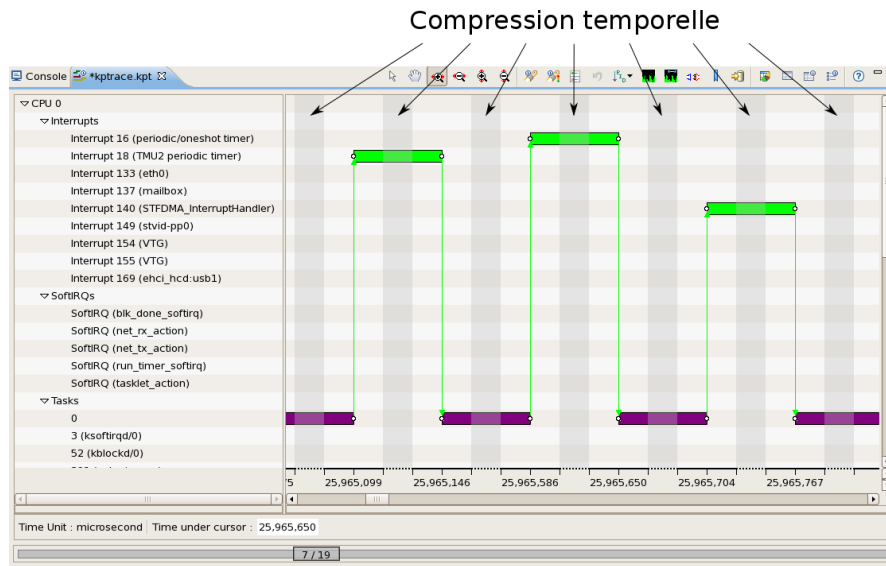 Compression temporelle
Console *kptrace.kpt
CPU 0
Interrupts
Interrupt 16 (periodic/oneshot timer)
Interrupt 18 (TMU2 periodic timer)
Interrupt 133 (eth0)
Interrupt 137 (mailbox)
Interrupt 140 (STFDMA_InterruptHandler)
Interrupt 149 (stvid-pp0)
Interrupt 154 (VTG)
Interrupt 155 (VTG)
Interrupt 169 (ehci_hcd:usb1)
SoftIRQs
SoftIRQ (blk_done_softirq)
SoftIRQ (net_rx_action)
SoftIRQ (net_tx_action)
SoftIRQ (run_timer_softirq)
SoftIRQ (tasklet_action)
Tasks
0
3 (ksoftirqd/0)
52 (kblockd/0)
25,965,099 25,965,146 25,965,586 25,965,650 25,965,704 25,965,767
Time Unit : microsecond Time under cursor : 25,965,650
7 / 19